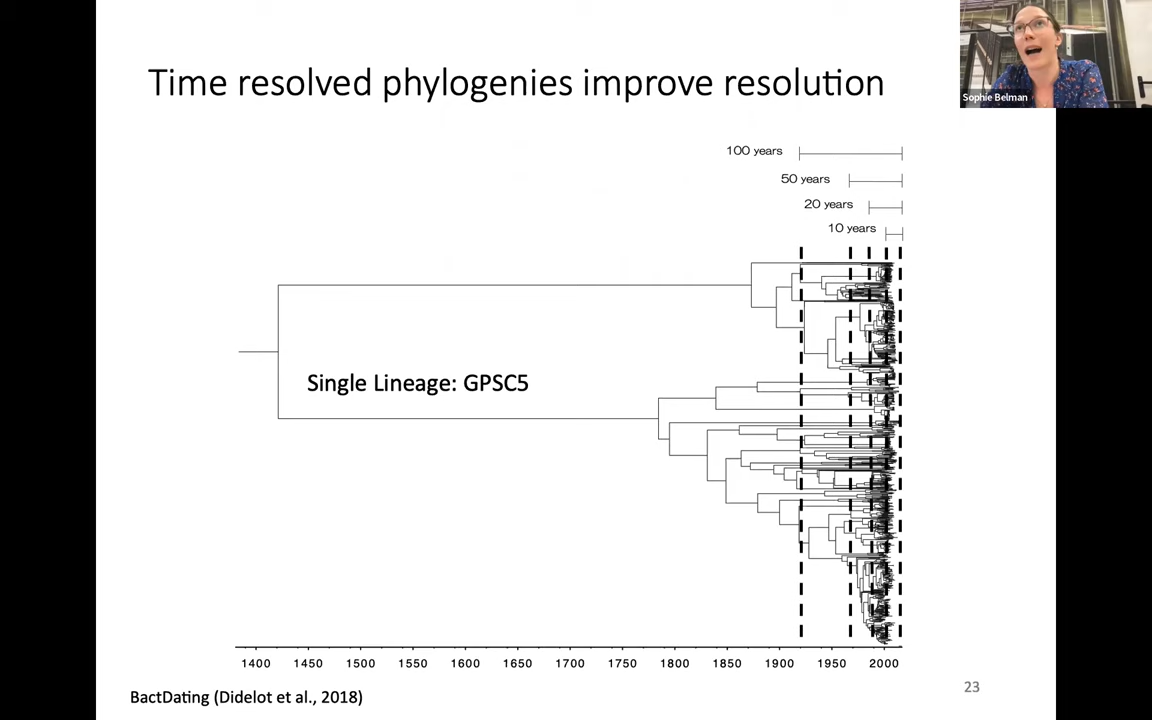 Time resolved phylogenies improve resolution
Sophie Belman
100 years
50 years
20 years
10 years
Single Lineage: GPSC5
1400 1450 1500 1550 1600 1650 1700 1750 1800 1850 1900 1950 2000
BactDating (Didelot et al., 2018)
23